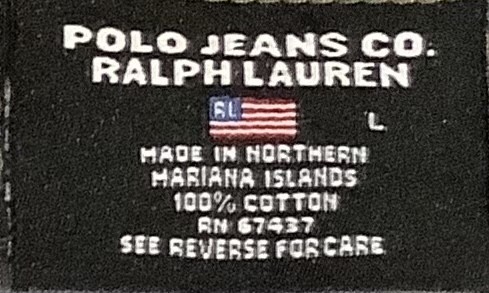 POLO JEANS CO.
RALPH LAUREN
RL
L
MADE IN NORTHERN
MARIANA ISLANDS
100% COTTON
RN 67437
SEE REVERSE FOR CARE